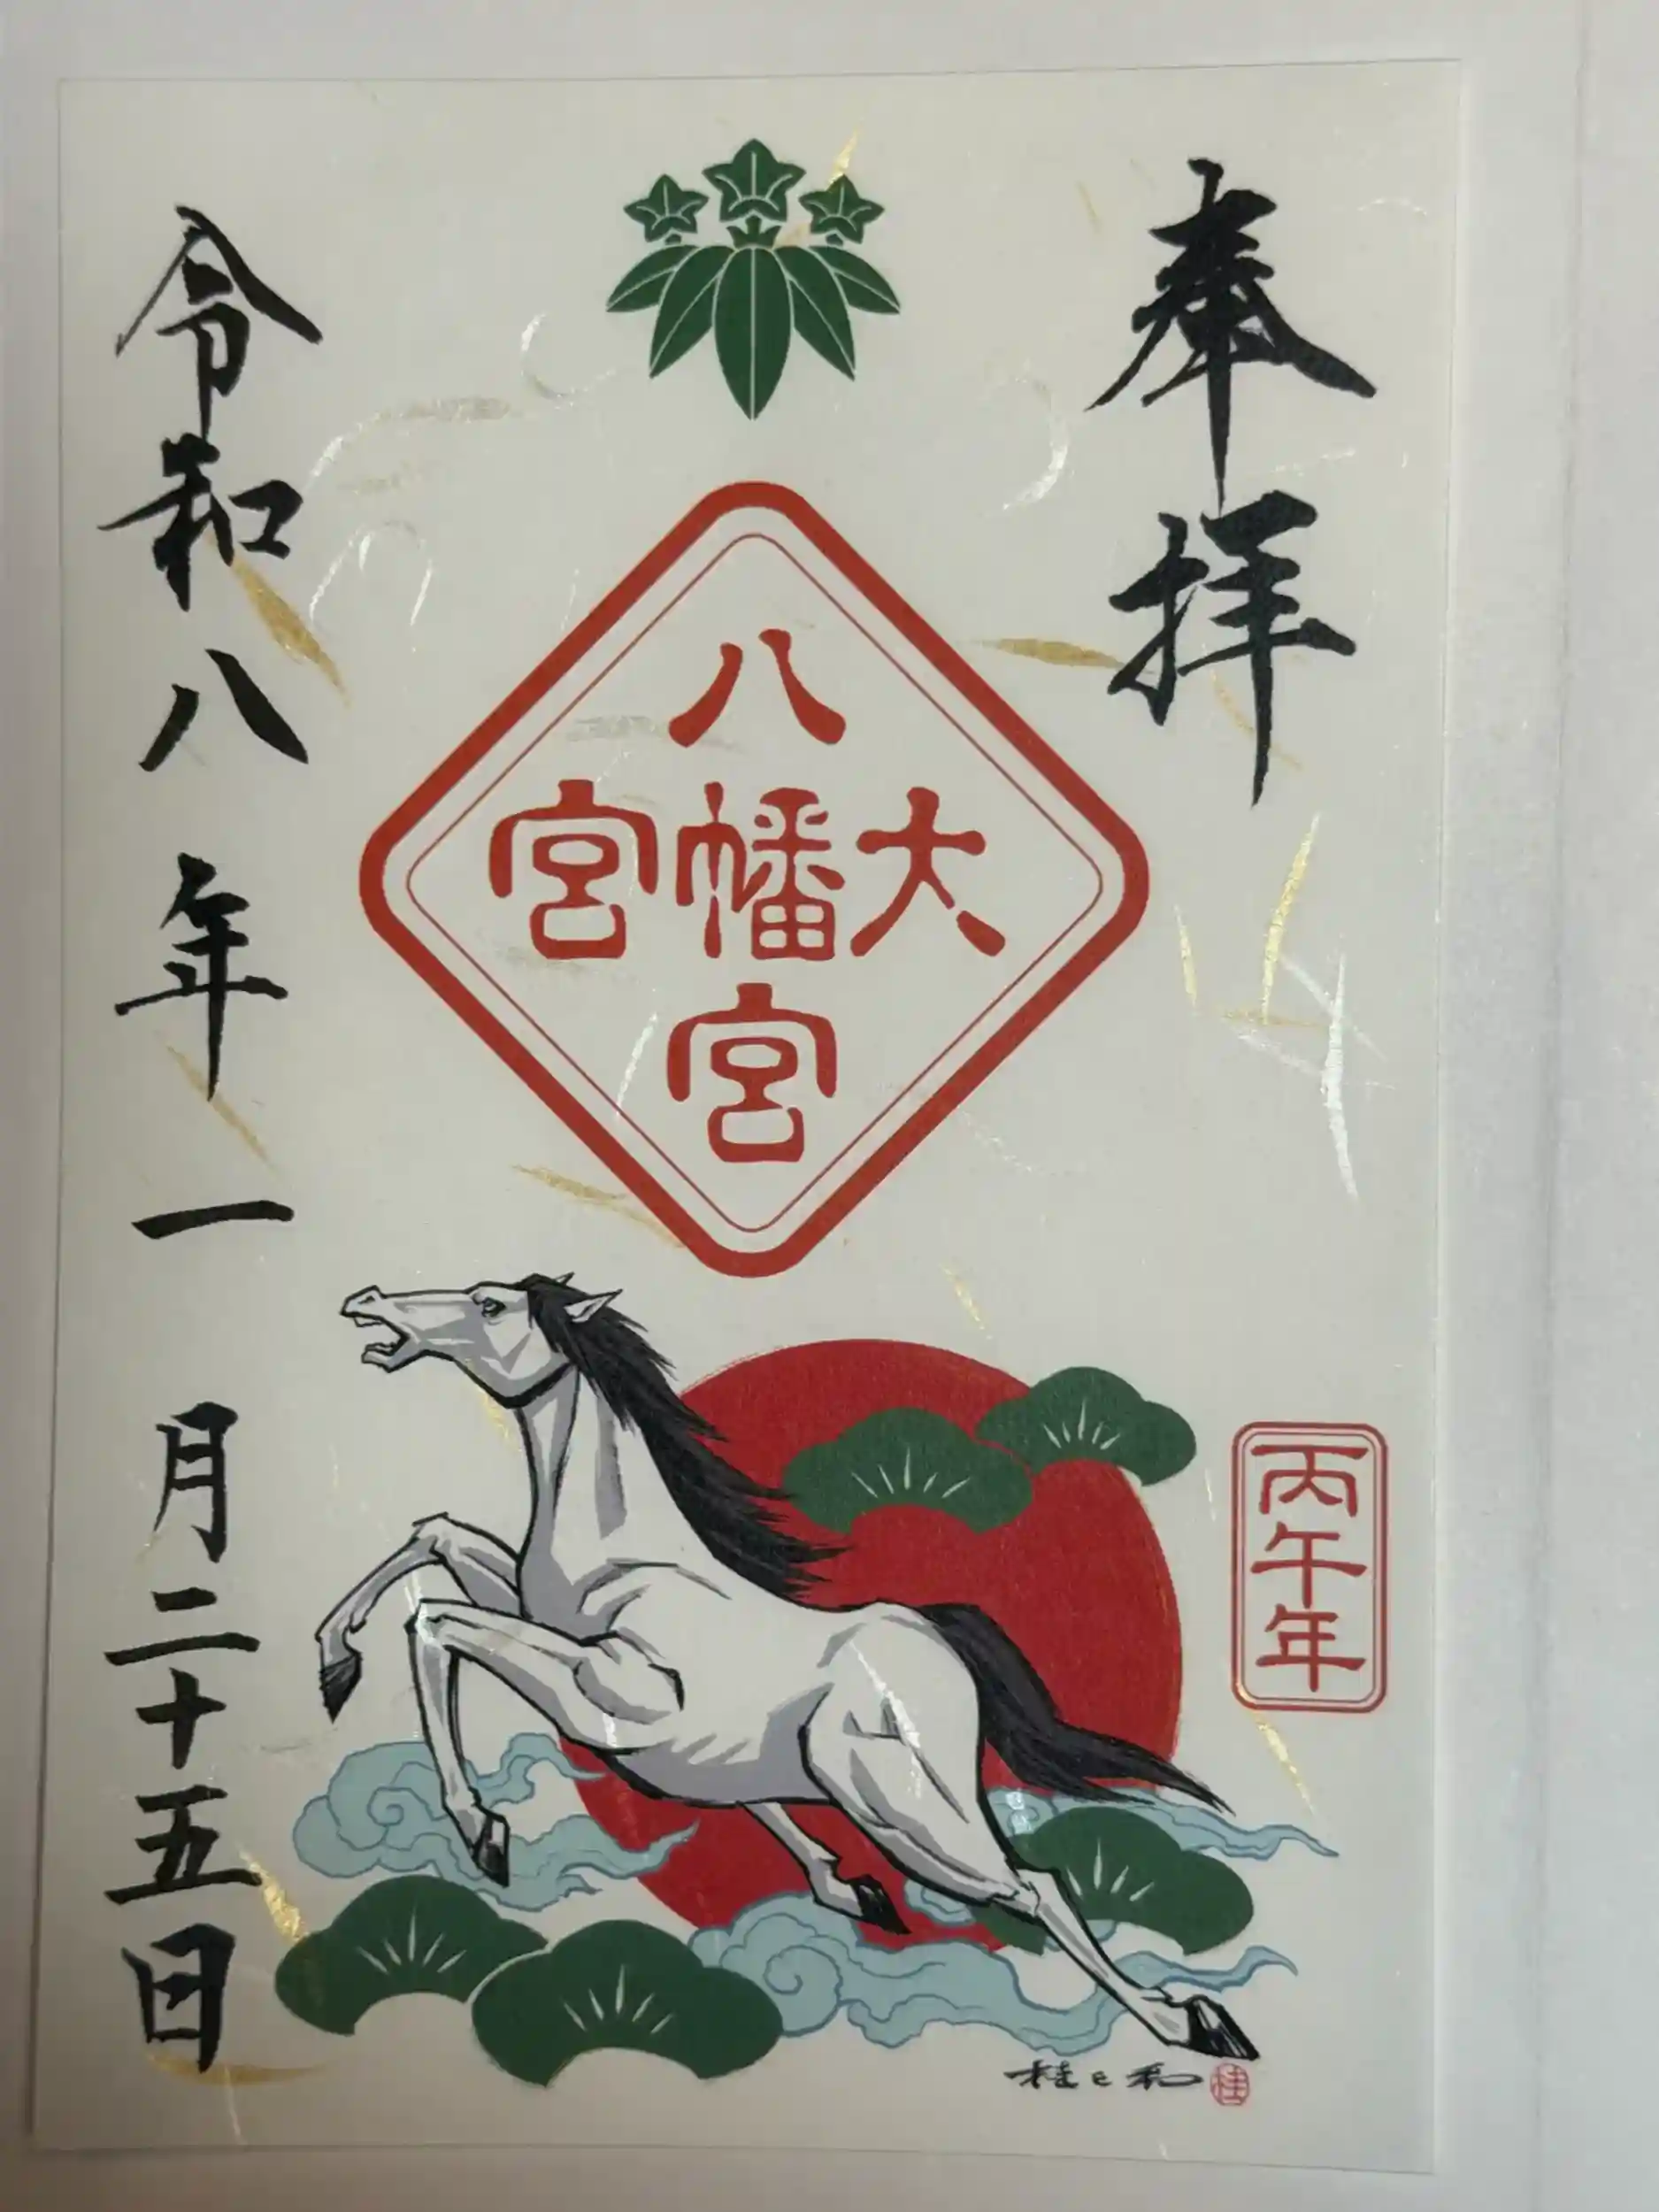 奉拝
八幡宮
大
宮
丙午年
令和八年一月二十五日
桂